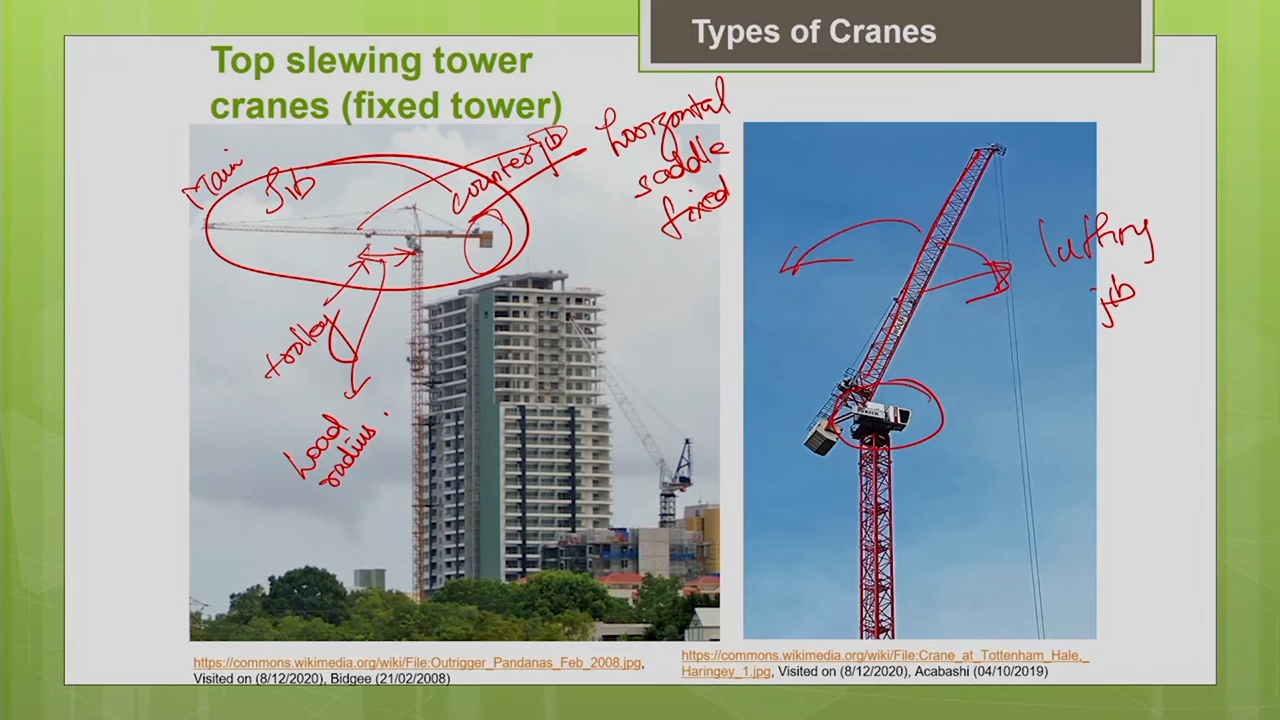 Types of Cranes
Top slewing tower
cranes (fixed tower)
Main
Jib
counter jib
horizontal
saddle
fixed
trolley
Load
radius.
luffing
jib
https://commons.wikimedia.org/wiki/File:Outrigger_Pandanas_Feb_2008.jpg,
Visited on (8/12/2020), Bidgee (21/02/2008)
https://commons.wikimedia.org/wiki/File:Crane_at_Tottenham_Hale,_
Haringey_1.jpg, Visited on (8/12/2020), Acabashi (04/10/2019)